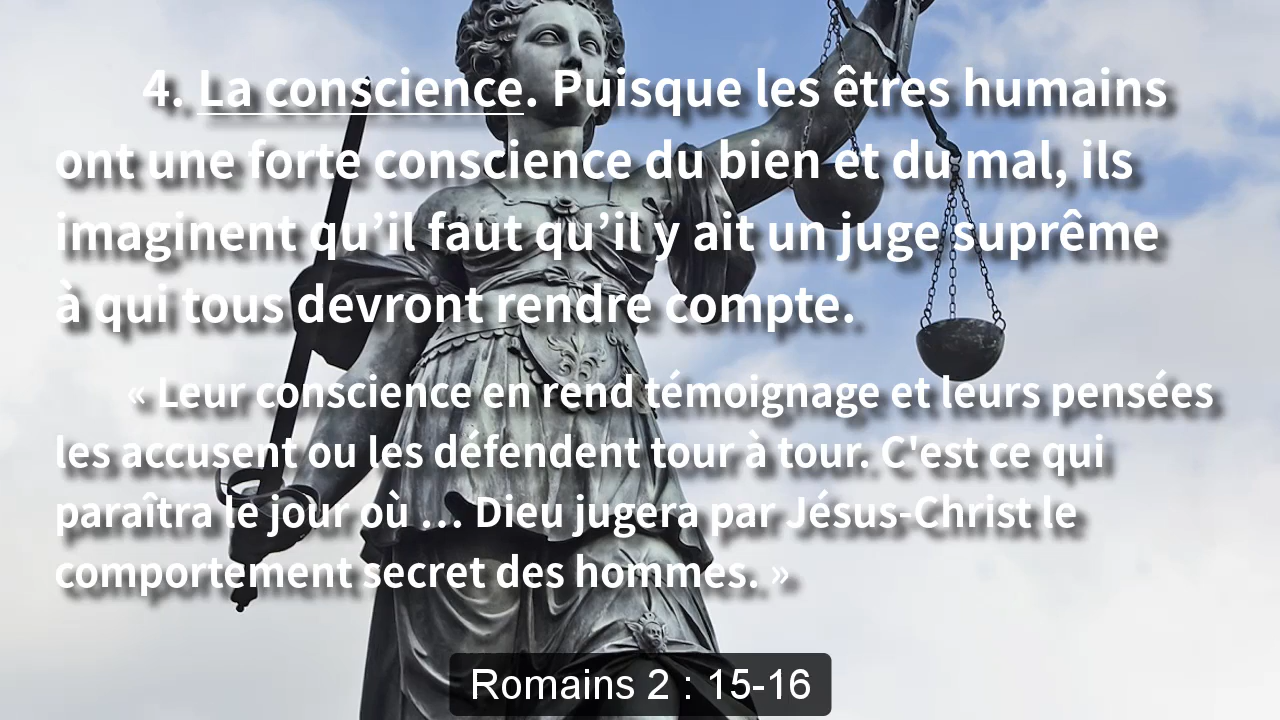 4. La conscience. Puisque les êtres humains
ont une forte conscience du bien et du mal, ils
imaginent qu’il faut qu’il y ait un juge suprême
à qui tous devront rendre compte.
« Leur conscience en rend témoignage et leurs pensées
les accusent ou les défendent tour à tour. C'est ce qui
paraîtra le jour où … Dieu jugera par Jésus-Christ le
comportement secret des hommes. »
Romains 2 : 15-16